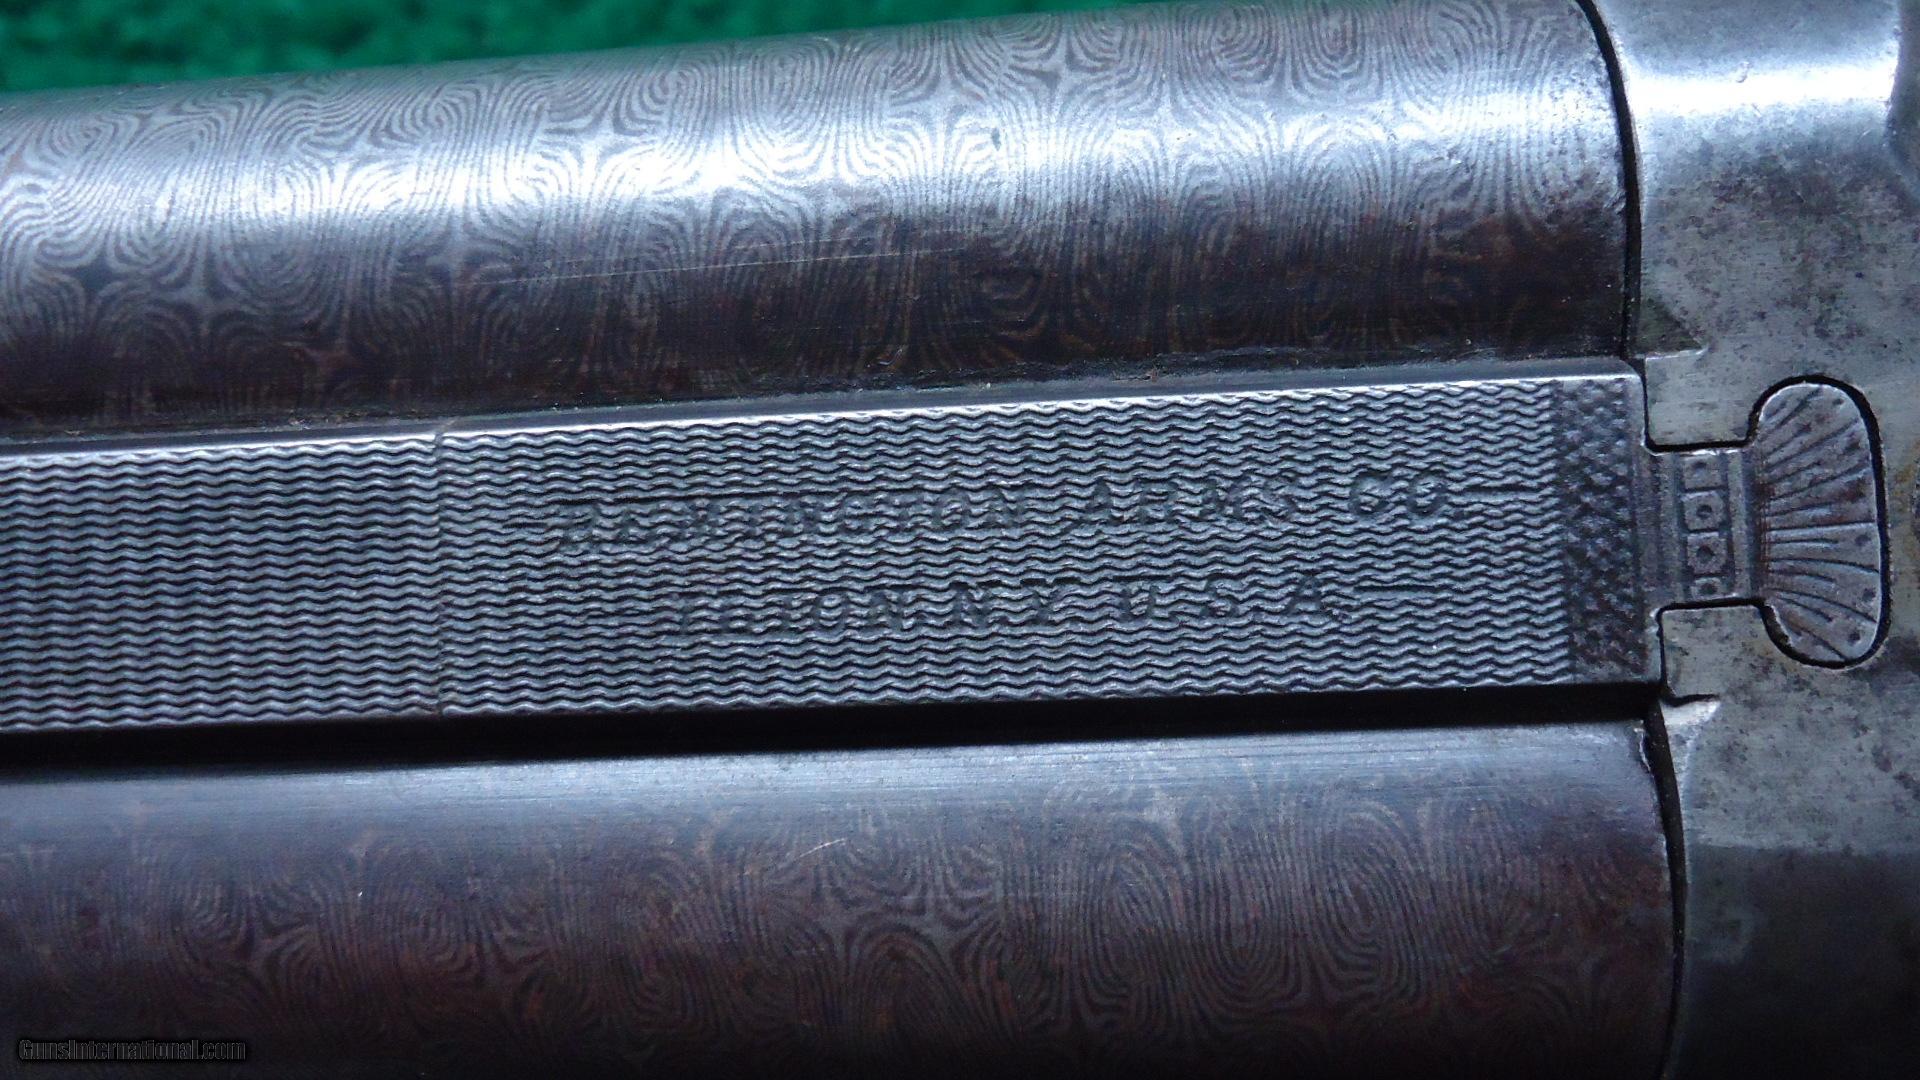 REMINGTON ARMS CO.
ILION. N.Y. U.S.A.
GunsInternational.com